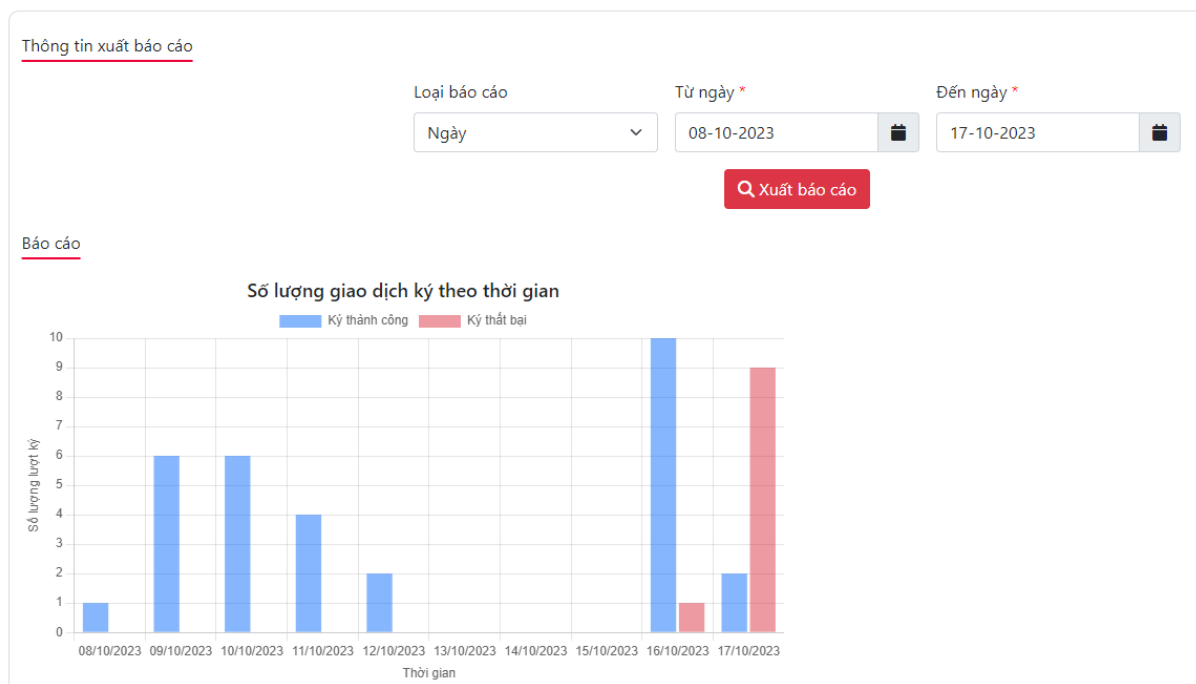 Thông tin xuất báo cáo
Loại báo cáo
Từ ngày *
Đến ngày *
Ngày
08-10-2023
17-10-2023
Xuất báo cáo
Báo cáo
Số lượng giao dịch ký theo thời gian
Ký thành công
Ký thất bại
10
9
8
7
6
5
4
3
2
1
0
Số lượng lượt ký
08/10/2023
09/10/2023
10/10/2023
11/10/2023
12/10/2023
13/10/2023
14/10/2023
15/10/2023
16/10/2023
17/10/2023
Thời gian